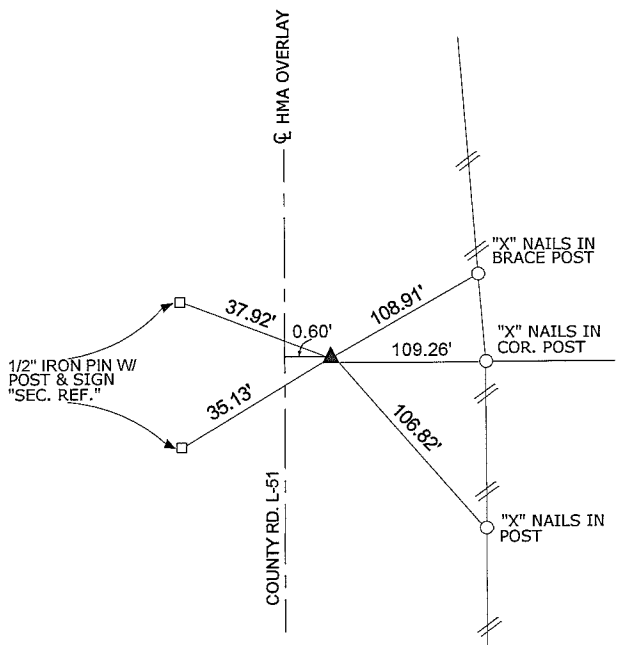 ℄ HMA OVERLAY
"X" NAILS IN
BRACE POST
37.92'
108.91'
0.60'
"X" NAILS IN
COR. POST
109.26'
1/2" IRON PIN W/
POST & SIGN
"SEC. REF."
35.13'
106.82'
"X" NAILS IN
POST
COUNTY RD. L-51